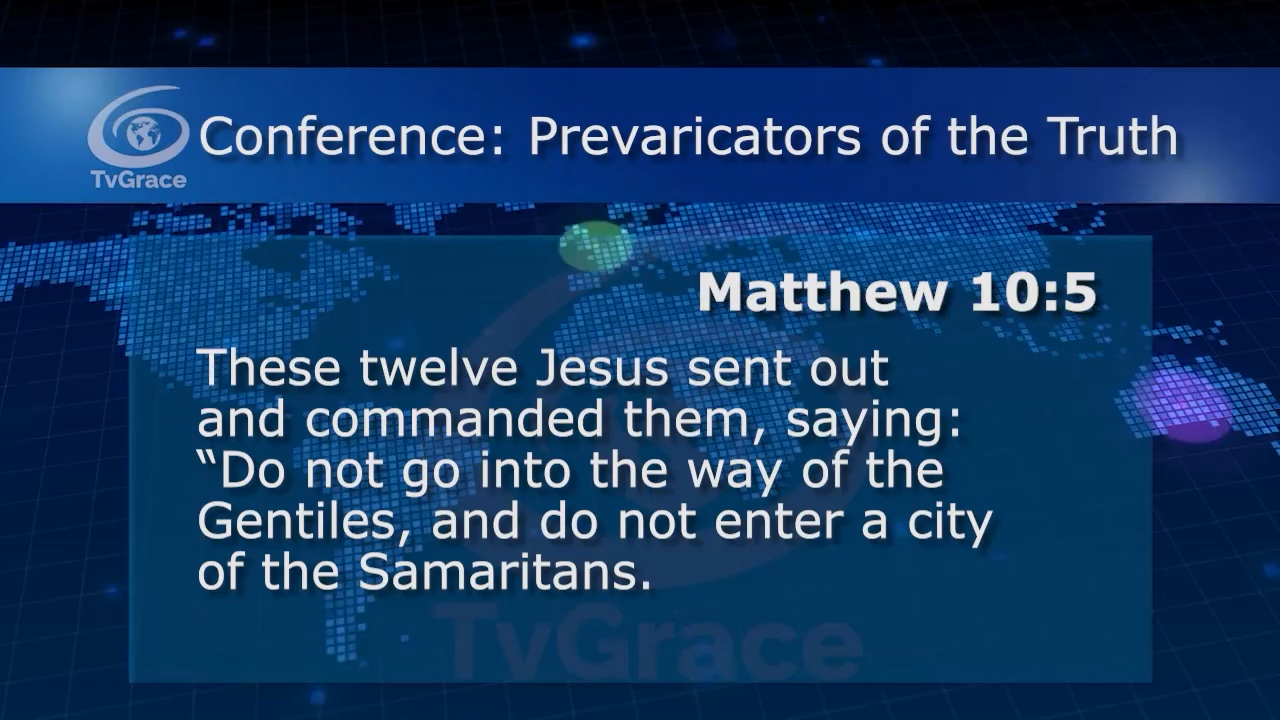 Conference: Prevaricators of the Truth
TvGrace
Matthew 10:5
These twelve Jesus sent out
and commanded them, saying:
“Do not go into the way of the
Gentiles, and do not enter a city
of the Samaritans.
TvGrace